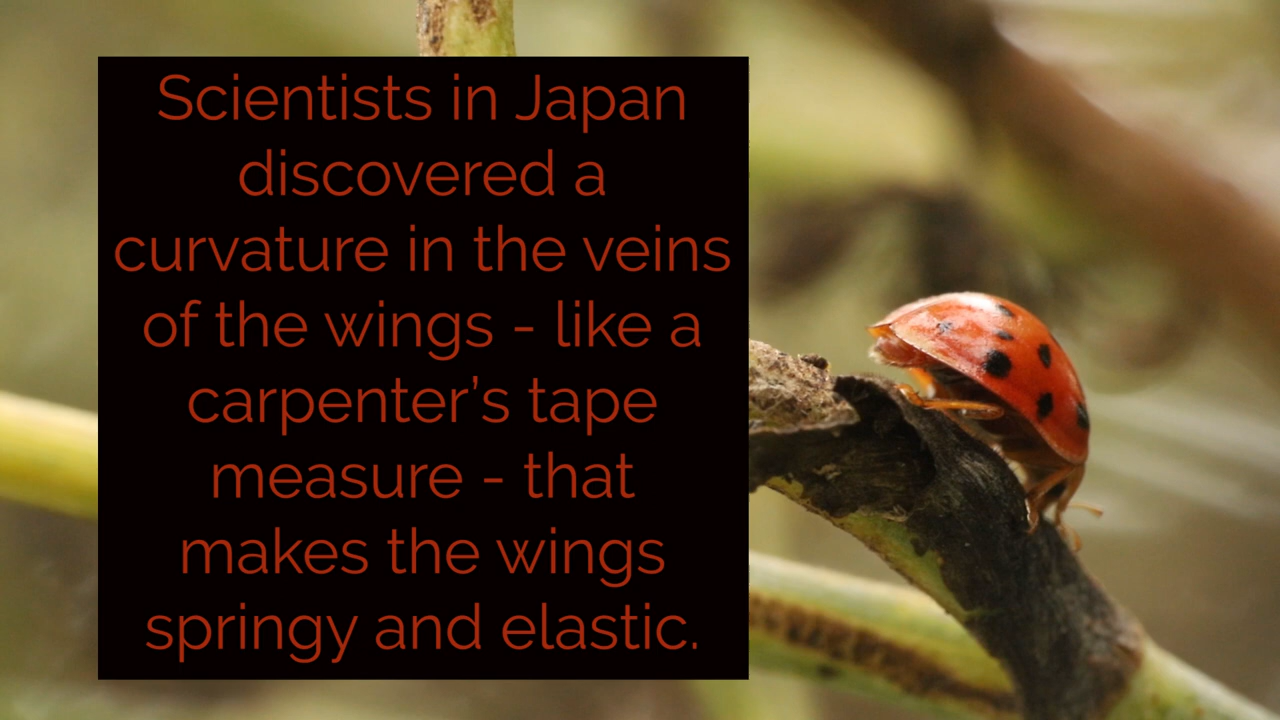 Scientists in Japan
discovered a
curvature in the veins
of the wings - like a
carpenter’s tape
measure - that
makes the wings
springy and elastic.